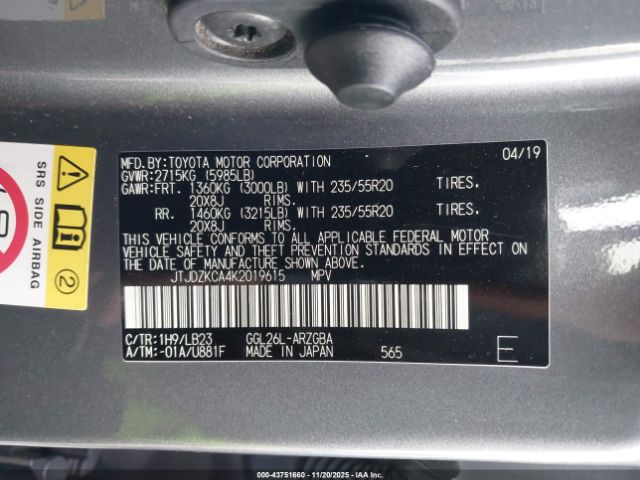 MFD. BY: TOYOTA MOTOR CORPORATION 04/19
GVWR: 2715KG (5985LB)
GAWR: FRT. 1360KG (3000LB) WITH 235/55R20 TIRES.
20X8J RIMS.
RR. 1460KG (3215LB) WITH 235/55R20 TIRES.
20X8J RIMS.
THIS VEHICLE CONFORMS TO ALL APPLICABLE FEDERAL MOTOR
VEHICLE SAFETY AND THEFT PREVENTION STANDARDS IN EFFECT ON
THE DATE OF MANUFACTURE SHOWN ABOVE.
JTJDZKCA4K2019615 MPV
C/TR: 1H9/LB23 GGL26L-ARZGBA
A/TM: -01A/U881F MADE IN JAPAN 565 E
SRS SIDE AIRBAG
© - 43751660 - 11/20/2025 - IAA, Inc.